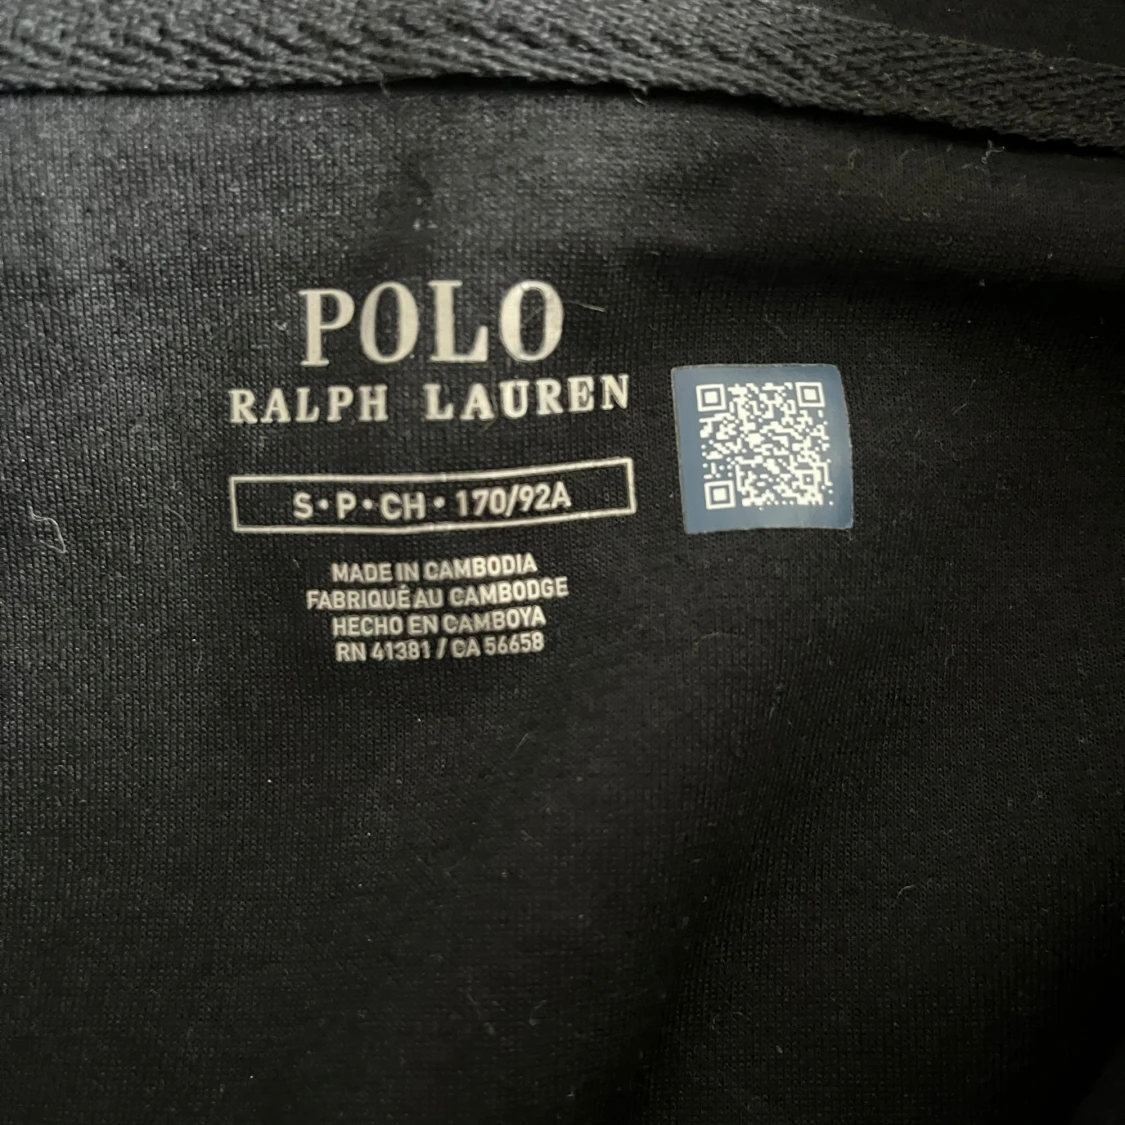 POLO
RALPH LAUREN
S•P•CH•170/92A
MADE IN CAMBODIA
FABRIQUÉ AU CAMBODGE
HECHO EN CAMBOYA
RN 41381 / CA 56658